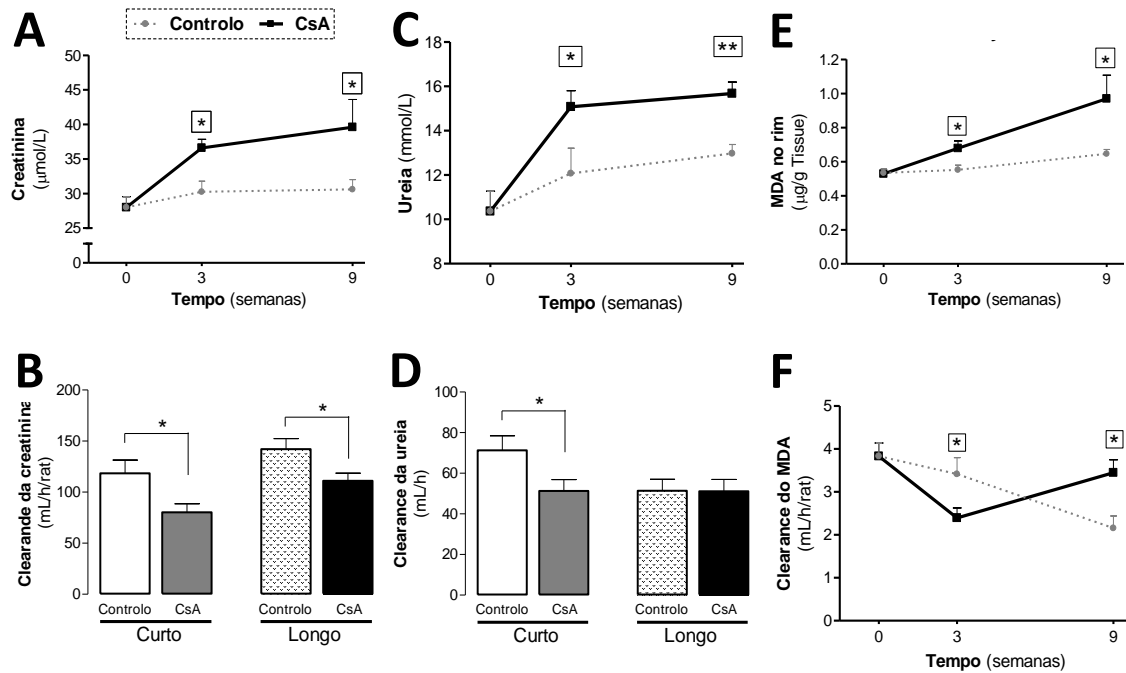 A
Controlo CsA
Creatinina
(μmol/L)
50
45
40
35
30
25
0
*
*
0 3 9
Tempo (semanas)
C
Ureia (mmol/L)
18
16
14
12
10
8
*
**
0 3 9
Tempo (semanas)
E
MDA no rim
(μg/g Tissue)
1.2
1.0
0.8
0.6
0.4
0.2
0.0
*
*
0 3 9
Tempo (semanas)
B
Clearande da creatinina
(mL/h/rat)
200
150
100
50
0
*
*
Controlo CsA Controlo CsA
Curto Longo
D
Clearance da ureia
(mL/h)
100
80
60
40
20
0
*
Controlo CsA Controlo CsA
Curto Longo
F
Clearance do MDA
(mL/h/rat)
5
4
3
2
1
0
*
*
0 3 9
Tempo (semanas)